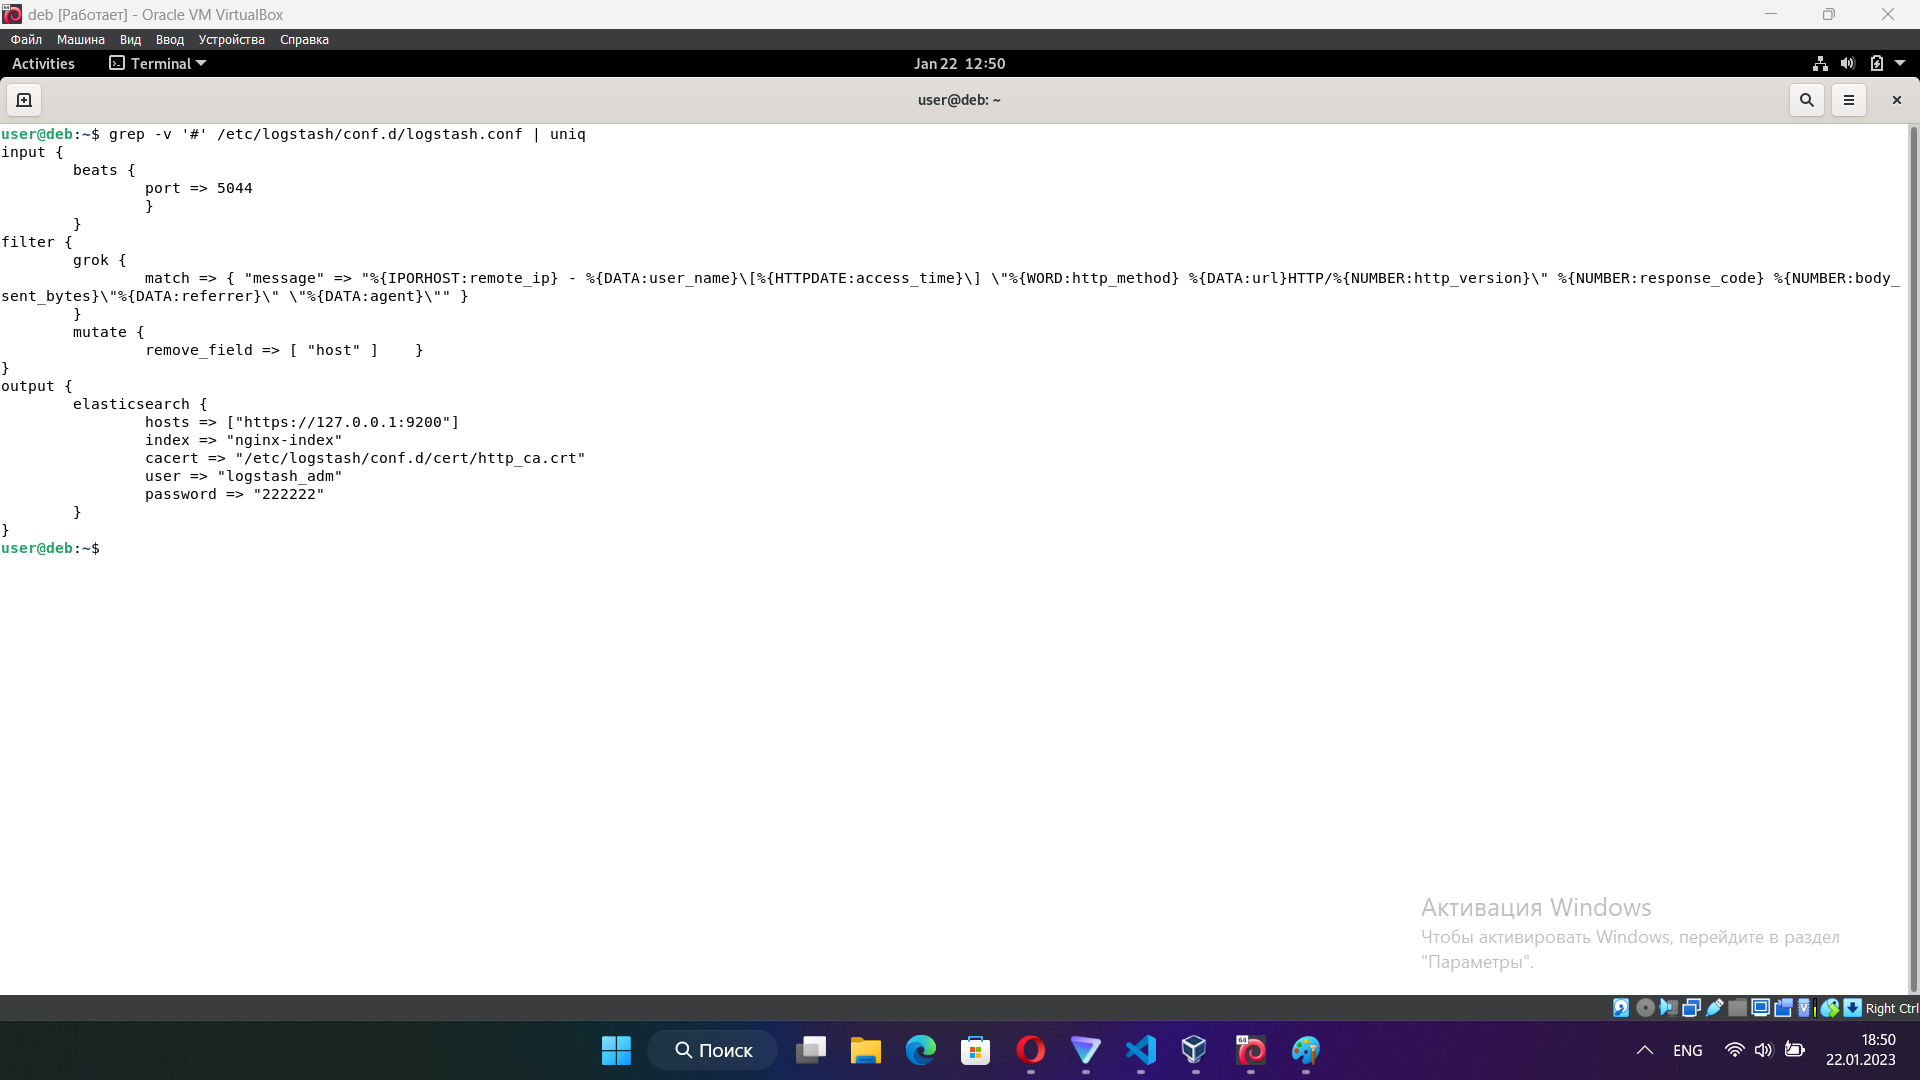 deb [Работает] - Oracle VM VirtualBox
Файл Машина Вид Ввод Устройства Справка
Activities Terminal Jan 22 12:50
user@deb: ~
user@deb:~$ grep -v '#' /etc/logstash/conf.d/logstash.conf | uniq
input {
        beats {
                port => 5044
                }
        }
filter {
        grok {
                match => { "message" => "%{IPORHOST:remote_ip} - %{DATA:user_name}\[%{HTTPDATE:access_time}\] \"%{WORD:http_method} %{DATA:url}HTTP/%{NUMBER:http_version}\" %{NUMBER:response_code} %{NUMBER:body_
sent_bytes}\"%{DATA:referrer}\" \"%{DATA:agent}\"" }
        }
        mutate {
                remove_field => [ "host" ]    }
}
output {
        elasticsearch {
                hosts => ["https://127.0.0.1:9200"]
                index => "nginx-index"
                cacert => "/etc/logstash/conf.d/cert/http_ca.crt"
                user => "logstash_adm"
                password => "222222"
        }
}
user@deb:~$
Активация Windows
Чтобы активировать Windows, перейдите в раздел
"Параметры".
Right Ctrl
Поиск
64
ENG
18:50
22.01.2023